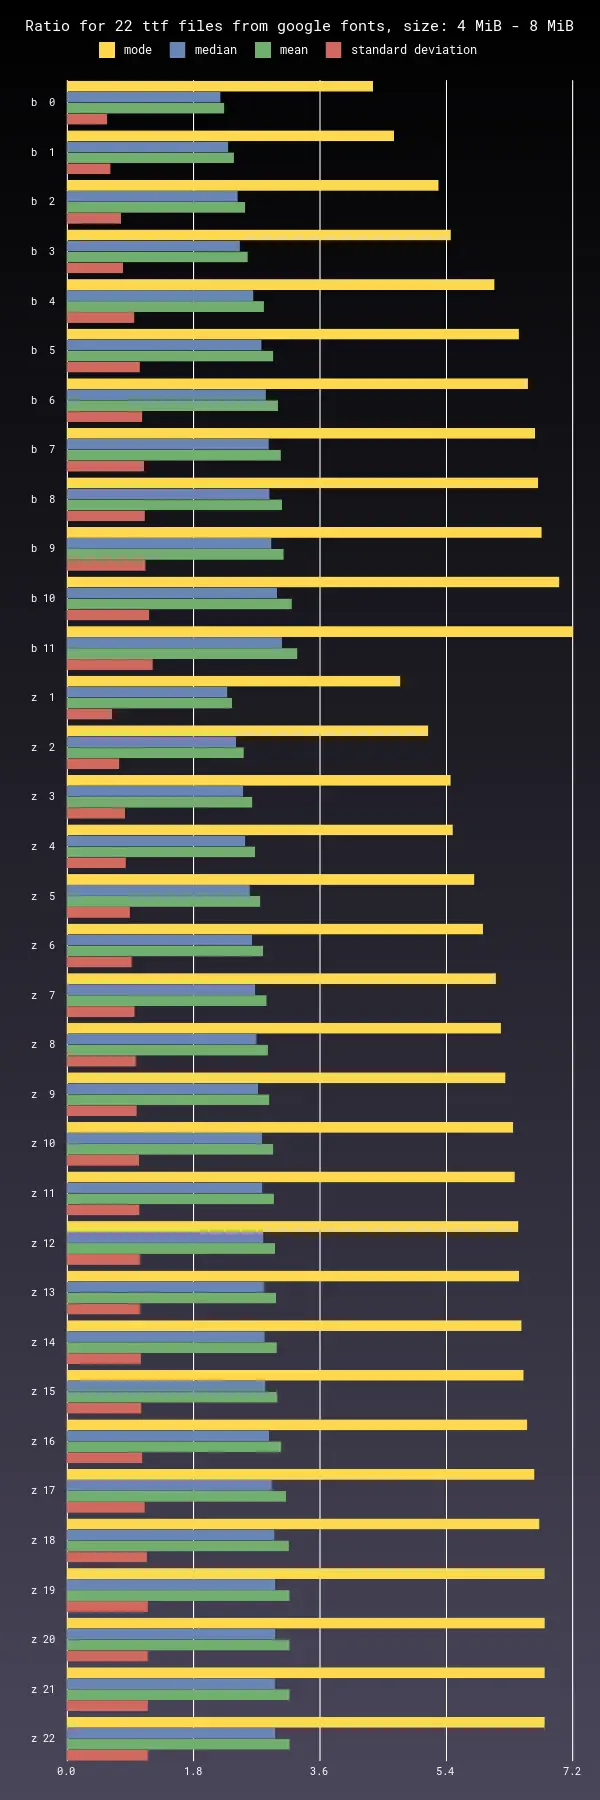 Ratio for 22 ttf files from google fonts, size: 4 MiB - 8 MiB
mode median mean standard deviation
b 0
b 1
b 2
b 3
b 4
b 5
b 6
b 7
b 8
b 9
b 10
b 11
z 1
z 2
z 3
z 4
z 5
z 6
z 7
z 8
z 9
z 10
z 11
z 12
z 13
z 14
z 15
z 16
z 17
z 18
z 19
z 20
z 21
z 22
0.0 1.8 3.6 5.4 7.2